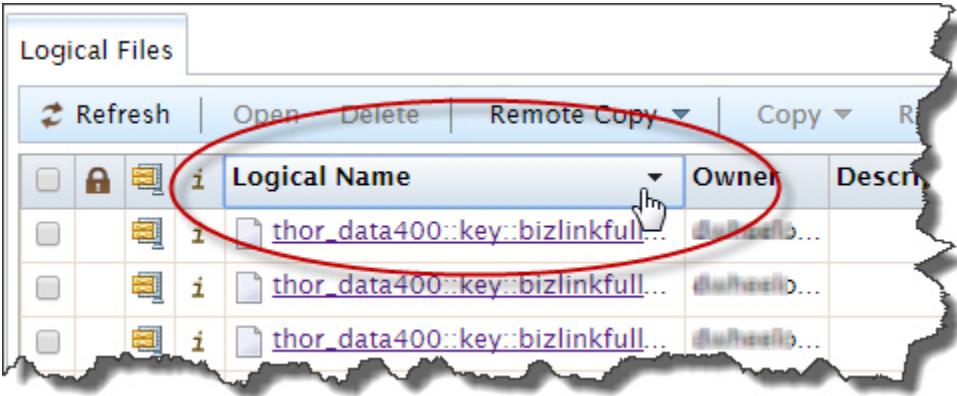 Logical Files
Refresh Open Delete Remote Copy Copy
i Logical Name Owner
i thor_data400::key::bizlinkfull...
i thor_data400::key::bizlinkfull...
i thor_data400::key::bizlinkfull...